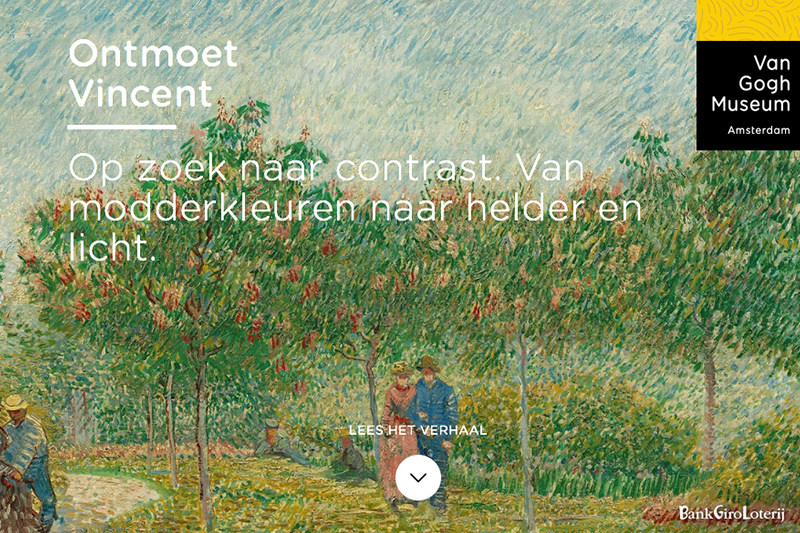 Ontmoet
Vincent
Op zoek naar contrast. Van
modderkleuren naar helder en
licht.
Van
Gogh
Museum
Amsterdam
LEES HET VERHAAL
BankGiroLoterij